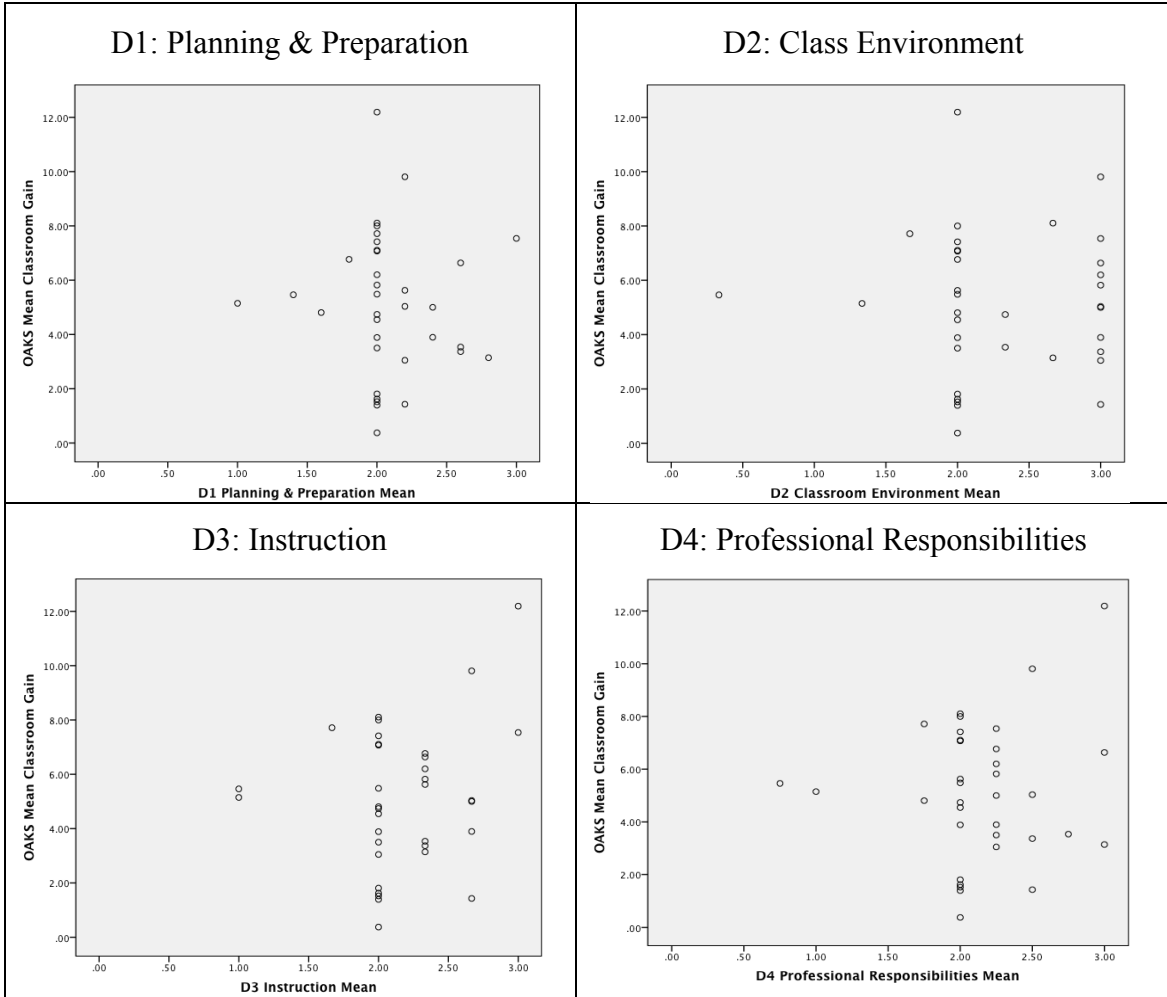 D1: Planning & Preparation
OAKS Mean Classroom Gain
12.00
10.00
8.00
6.00
4.00
2.00
.00
.00 .50 1.00 1.50 2.00 2.50 3.00
D1 Planning & Preparation Mean
D2: Class Environment
OAKS Mean Classroom Gain
12.00
10.00
8.00
6.00
4.00
2.00
.00
.00 .50 1.00 1.50 2.00 2.50 3.00
D2 Classroom Environment Mean
D3: Instruction
OAKS Mean Classroom Gain
12.00
10.00
8.00
6.00
4.00
2.00
.00
.00 .50 1.00 1.50 2.00 2.50 3.00
D3 Instruction Mean
D4: Professional Responsibilities
OAKS Mean Classroom Gain
12.00
10.00
8.00
6.00
4.00
2.00
.00
.00 .50 1.00 1.50 2.00 2.50 3.00
D4 Professional Responsibilities Mean